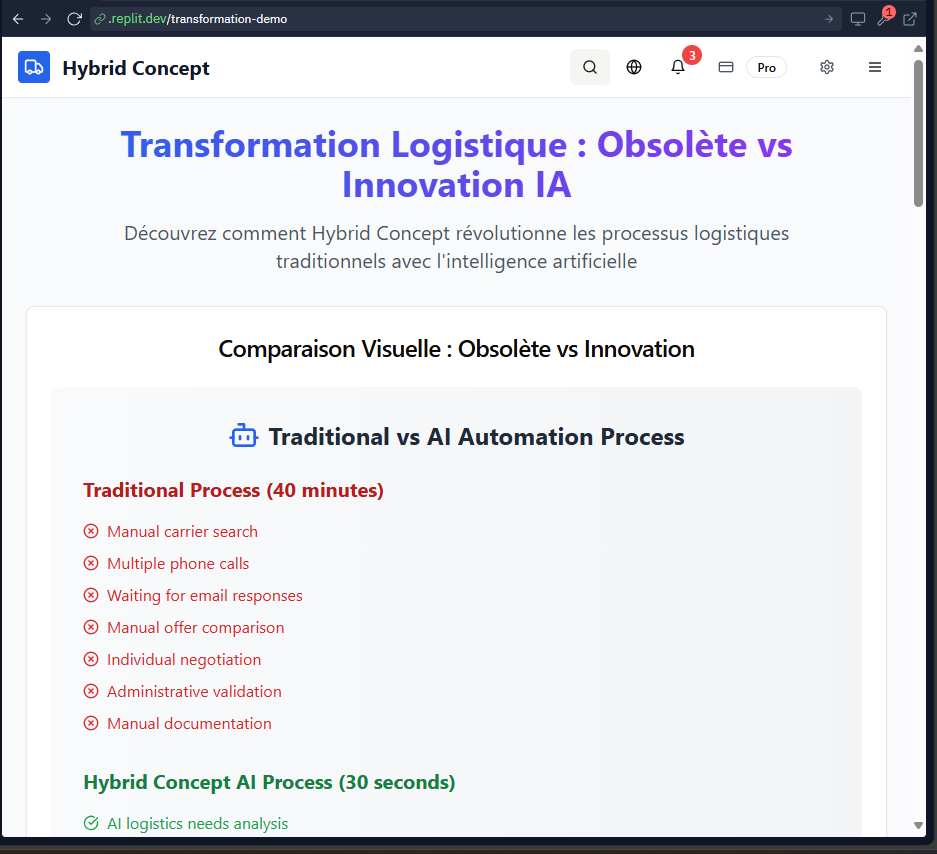 .replit.dev/transformation-demo
1
Hybrid Concept
3
Pro
Transformation Logistique : Obsolète vs
Innovation IA
Découvrez comment Hybrid Concept révolutionne les processus logistiques
traditionnels avec l'intelligence artificielle
Comparaison Visuelle : Obsolète vs Innovation
Traditional vs AI Automation Process
Traditional Process (40 minutes)
Manual carrier search
Multiple phone calls
Waiting for email responses
Manual offer comparison
Individual negotiation
Administrative validation
Manual documentation
Hybrid Concept AI Process (30 seconds)
AI logistics needs analysis